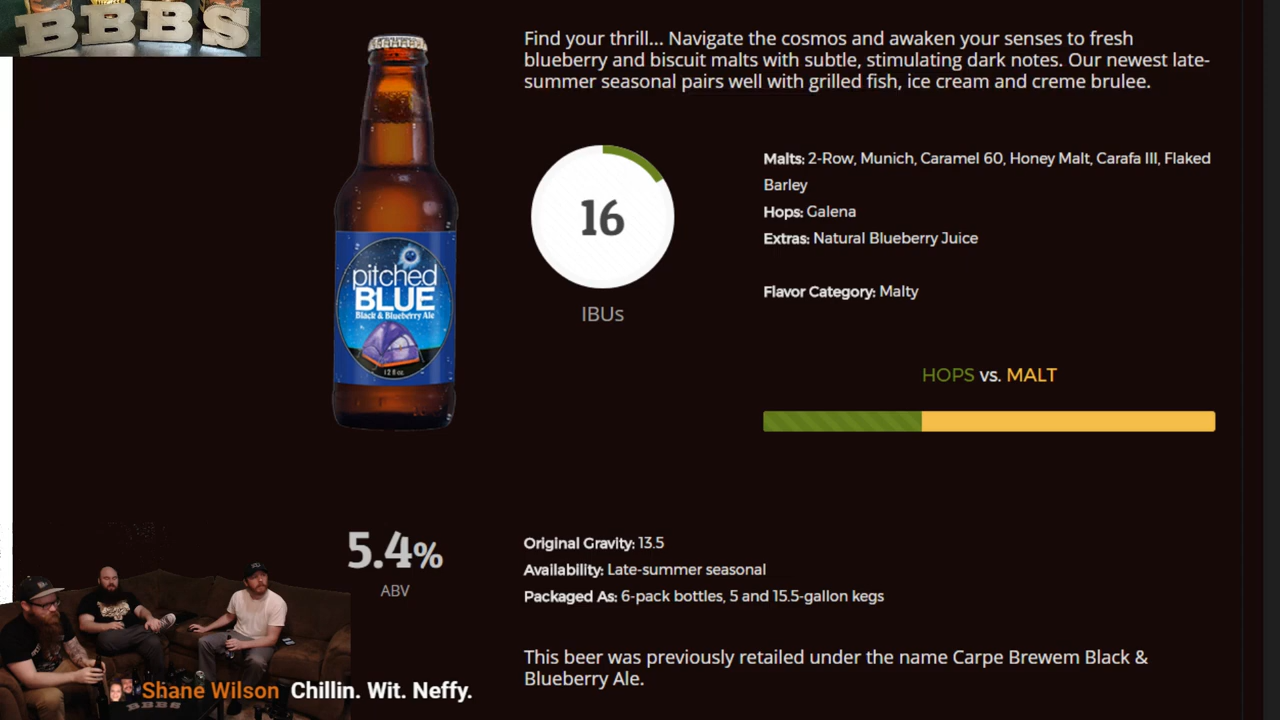 BBBS
Find your thrill... Navigate the cosmos and awaken your senses to fresh
blueberry and biscuit malts with subtle, stimulating dark notes. Our newest late-
summer seasonal pairs well with grilled fish, ice cream and creme brulee.
pitched
BLUE
Black & Blueberry Ale
12 fl oz
16
IBUs
Malts: 2-Row, Munich, Caramel 60, Honey Malt, Carafa III, Flaked
Barley
Hops: Galena
Extras: Natural Blueberry Juice
Flavor Category: Malty
HOPS vs. MALT
5.4%
ABV
Original Gravity: 13.5
Availability: Late-summer seasonal
Packaged As: 6-pack bottles, 5 and 15.5-gallon kegs
This beer was previously retailed under the name Carpe Brewem Black &
Blueberry Ale.
Shane Wilson Chillin. Wit. Neffy.
BBBS